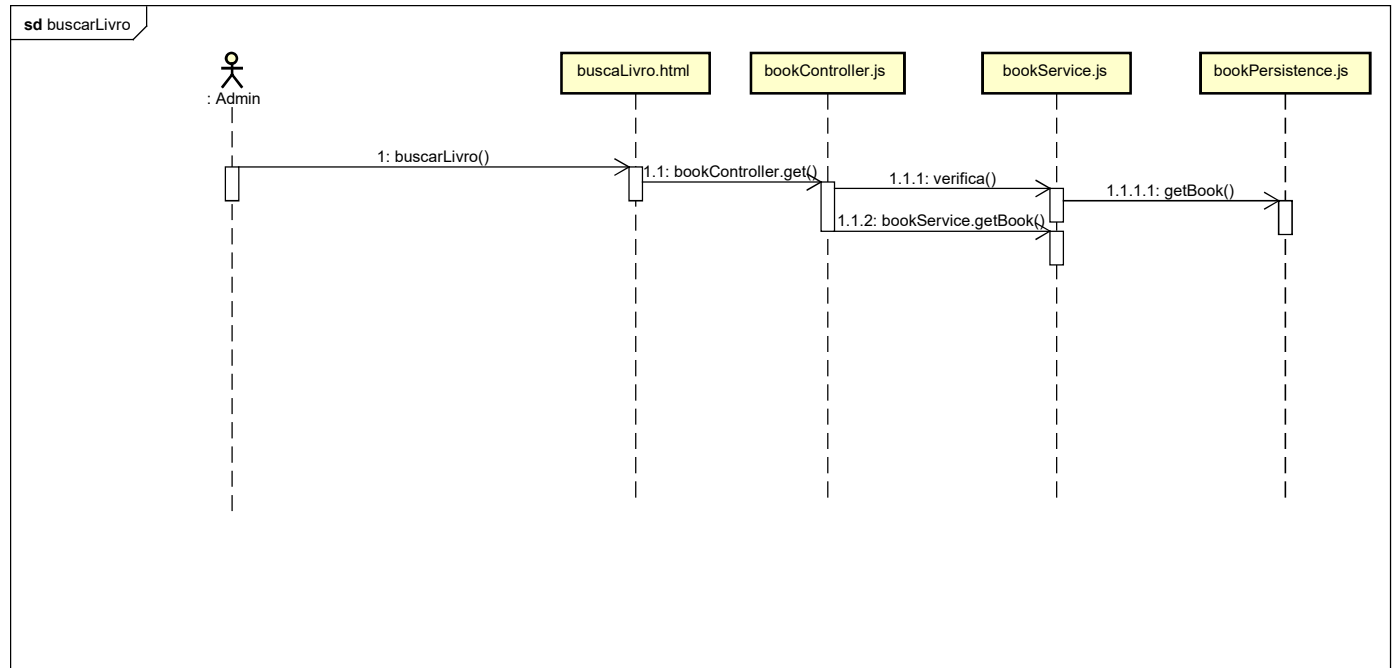 sd buscarLivro
: Admin
buscaLivro.html
bookController.js
bookService.js
bookPersistence.js
1: buscarLivro()
1.1: bookController.get()
1.1.1: verifica()
1.1.1.1: getBook()
1.1.2: bookService.getBook()